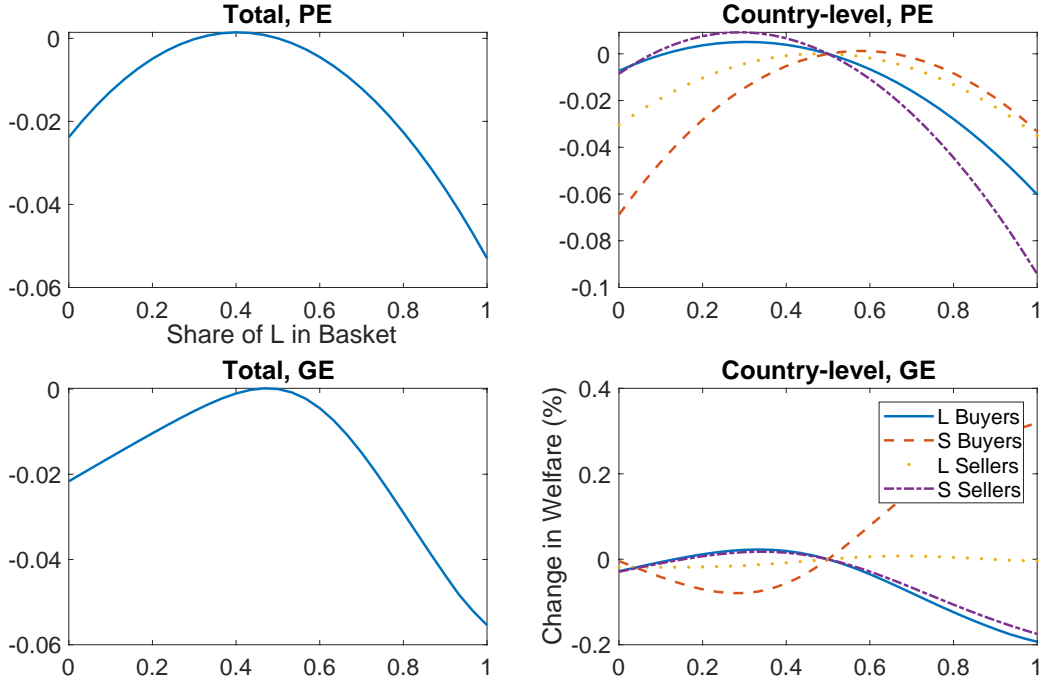 Total, PE
0
-0.02
-0.04
-0.06
0 0.2 0.4 0.6 0.8 1
Share of L in Basket
Country-level, PE
0
-0.02
-0.04
-0.06
-0.08
-0.1
0 0.2 0.4 0.6 0.8 1
Total, GE
0
-0.02
-0.04
-0.06
0 0.2 0.4 0.6 0.8 1
Country-level, GE
Change in Welfare (%)
0.4
0.2
0
-0.2
0 0.2 0.4 0.6 0.8 1
L Buyers
S Buyers
L Sellers
S Sellers